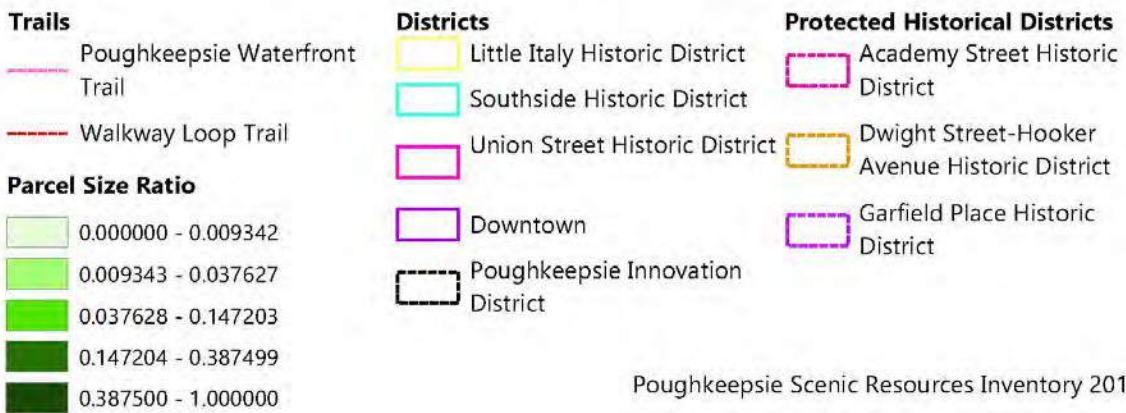 Trails
Poughkeepsie Waterfront
Trail
Walkway Loop Trail
Parcel Size Ratio
0.000000 - 0.009342
0.009343 - 0.037627
0.037628 - 0.147203
0.147204 - 0.387499
0.387500 - 1.000000
Districts
Little Italy Historic District
Southside Historic District
Union Street Historic District
Downtown
Poughkeepsie Innovation
District
Protected Historical Districts
Academy Street Historic
District
Dwight Street-Hooker
Avenue Historic District
Garfield Place Historic
District
Poughkeepsie Scenic Resources Inventory 201